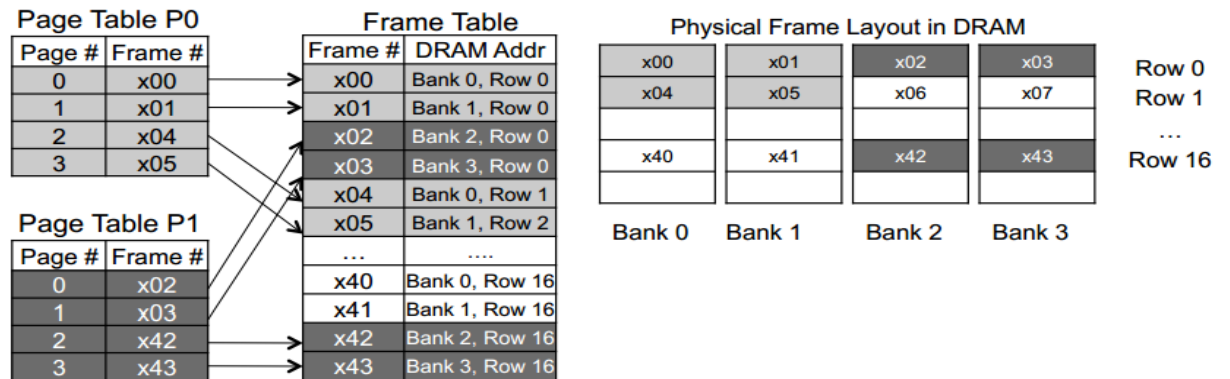 Page Table P0
Page # Frame #
0 x00
1 x01
2 x04
3 x05
Page Table P1
Page # Frame #
0 x02
1 x03
2 x42
3 x43
Frame Table
Frame # DRAM Addr
x00 Bank 0, Row 0
x01 Bank 1, Row 0
x02 Bank 2, Row 0
x03 Bank 3, Row 0
x04 Bank 0, Row 1
x05 Bank 1, Row 2
... ....
x40 Bank 0, Row 16
x41 Bank 1, Row 16
x42 Bank 2, Row 16
x43 Bank 3, Row 16
Physical Frame Layout in DRAM
x00 x01 x02 x03 Row 0
x04 x05 x06 x07 Row 1
...
x40 x41 x42 x43 Row 16
Bank 0 Bank 1 Bank 2 Bank 3